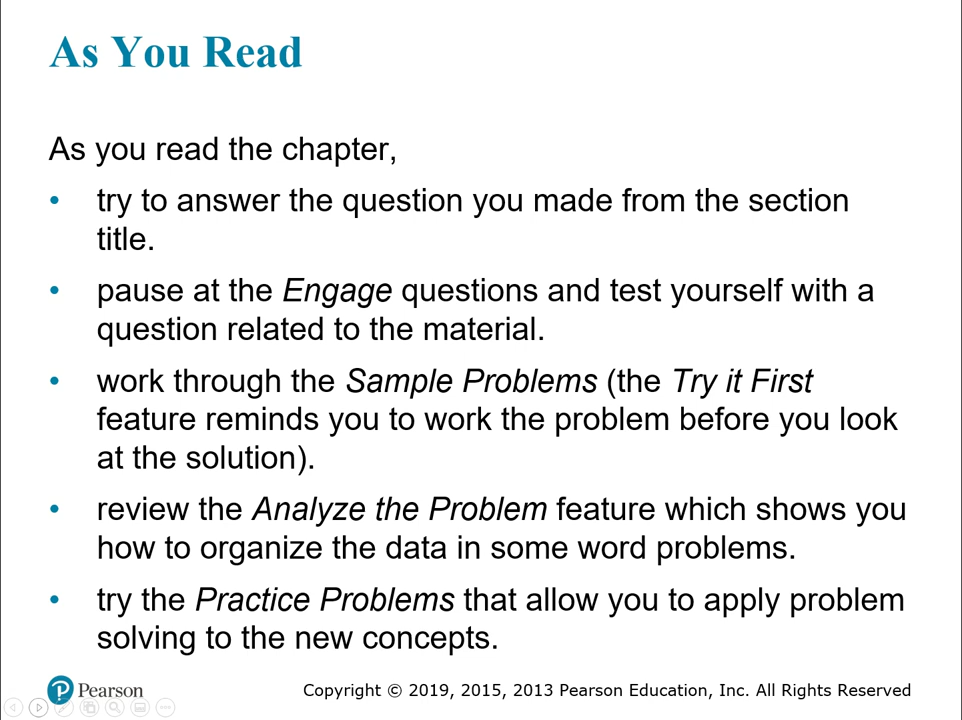 As You Read
As you read the chapter,
• try to answer the question you made from the section
title.
• pause at the Engage questions and test yourself with a
question related to the material.
• work through the Sample Problems (the Try it First
feature reminds you to work the problem before you look
at the solution).
• review the Analyze the Problem feature which shows you
how to organize the data in some word problems.
• try the Practice Problems that allow you to apply problem
solving to the new concepts.
P Pearson
Copyright © 2019, 2015, 2013 Pearson Education, Inc. All Rights Reserved